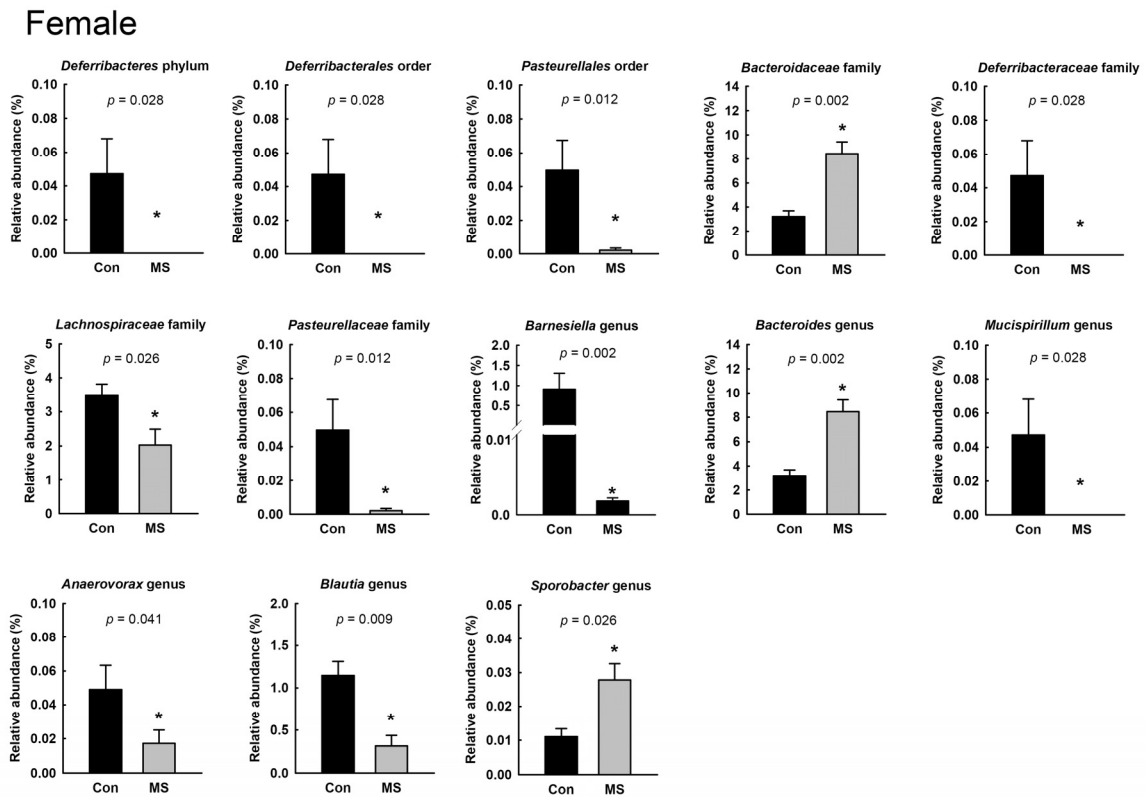 Female
Deferribacteres phylum
Relative abundance (%)
0.10
0.08
0.06
0.04
0.02
0.00
p = 0.028
*
Con MS
Deferribacterales order
Relative abundance (%)
0.10
0.08
0.06
0.04
0.02
0.00
p = 0.028
*
Con MS
Pasteurellales order
Relative abundance (%)
0.10
0.08
0.06
0.04
0.02
0.00
p = 0.012
*
Con MS
Bacteroidaceae family
Relative abundance (%)
14
12
10
8
6
4
2
0
p = 0.002
*
Con MS
Deferribacteraceae family
Relative abundance (%)
0.10
0.08
0.06
0.04
0.02
0.00
p = 0.028
*
Con MS
Lachnospiraceae family
Relative abundance (%)
5
4
3
2
1
0
p = 0.026
*
Con MS
Pasteurellaceae family
Relative abundance (%)
0.10
0.08
0.06
0.04
0.02
0.00
p = 0.012
*
Con MS
Barnesiella genus
Relative abundance (%)
2.0
1.5
1.0
0.5
0.01
0.0
p = 0.002
*
Con MS
Bacteroides genus
Relative abundance (%)
14
12
10
8
6
4
2
0
p = 0.002
*
Con MS
Mucispirillum genus
Relative abundance (%)
0.10
0.08
0.06
0.04
0.02
0.00
p = 0.028
*
Con MS
Anaerovorax genus
Relative abundance (%)
0.10
0.08
0.06
0.04
0.02
0.00
p = 0.041
*
Con MS
Blautia genus
Relative abundance (%)
2.0
1.5
1.0
0.5
0.0
p = 0.009
*
Con MS
Sporobacter genus
Relative abundance (%)
0.05
0.04
0.03
0.02
0.01
0.00
p = 0.026
*
Con MS